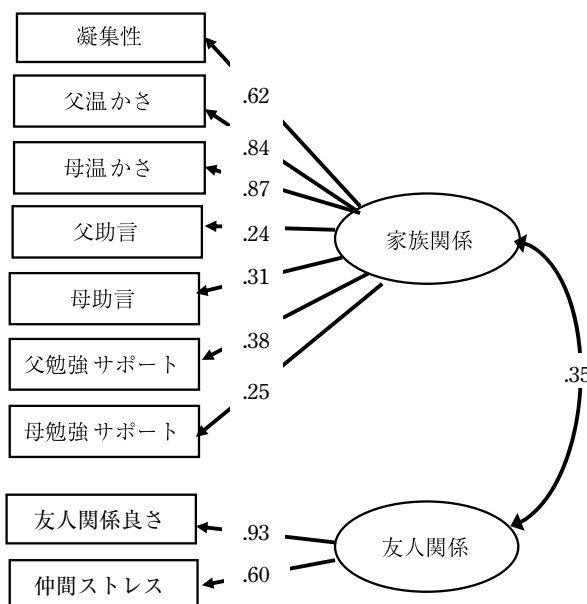 凝集性
父温かさ
母温かさ
父助言
母助言
父勉強サポート
母勉強サポート
友人関係良さ
仲間ストレス
.62
.84
.87
.24
.31
.38
.25
.93
.60
家族関係
友人関係
.35